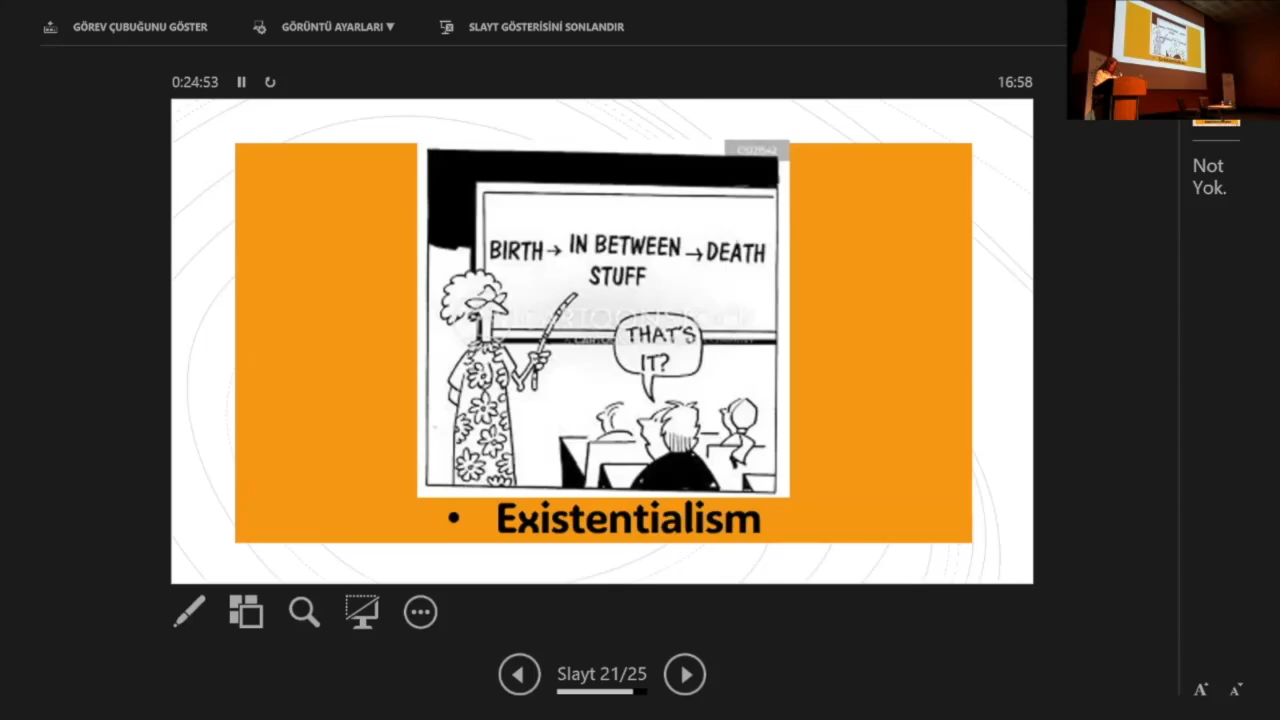 GÖREV ÇUBUĞUNU GÖSTER
GÖRÜNTÜ AYARLARI ▼
SLAYT GÖSTERİSİNİ SONLANDIR
0:24:53
16:58
BIRTH → IN BETWEEN → DEATH
STUFF
THAT'S
IT?
• Existentialism
Not
Yok.
Slayt 21/25